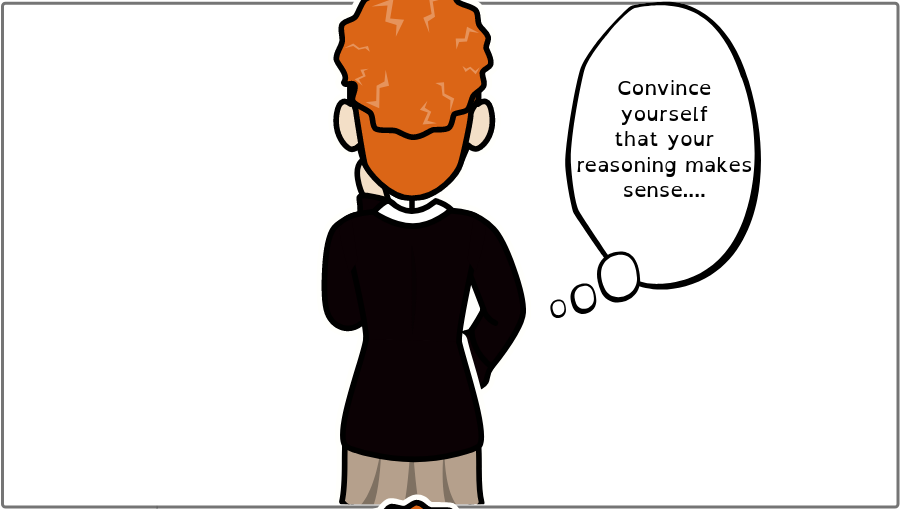 Convince
yourself
that your
reasoning makes
sense....